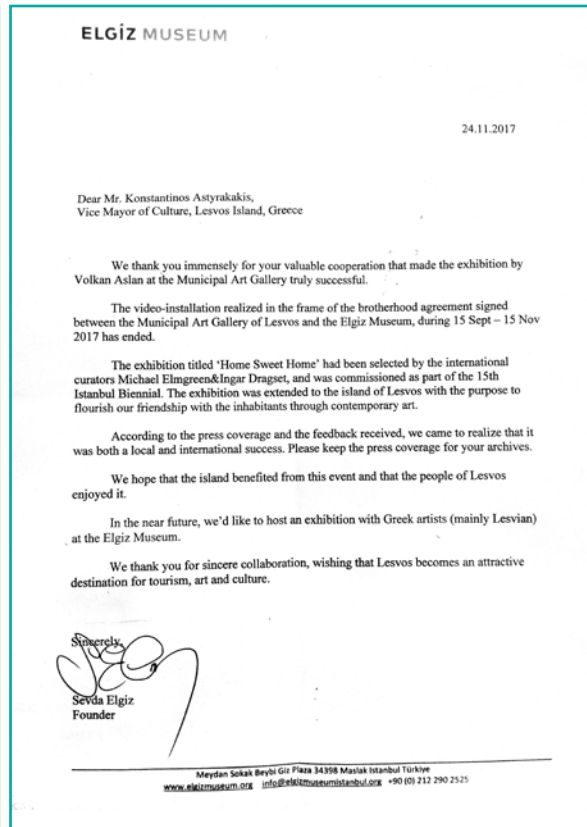 ELGİZ MUSEUM
24.11.2017
Dear Mr. Konstantinos Astyrakakis,
Vice Mayor of Culture, Lesvos Island, Greece
We thank you immensely for your valuable cooperation that made the exhibition by
Volkan Aslan at the Municipal Art Gallery truly successful.
The video-installation realized in the frame of the brotherhood agreement signed
between the Municipal Art Gallery of Lesvos and the Elgiz Museum, during 15 Sept – 15 Nov
2017 has ended.
The exhibition titled ‘Home Sweet Home’ had been selected by the international
curators Michael Elmgreen&Ingar Dragset, and was commissioned as part of the 15th
Istanbul Biennial. The exhibition was extended to the island of Lesvos with the purpose to
flourish our friendship with the inhabitants through contemporary art.
According to the press coverage and the feedback received, we came to realize that it
was both a local and international success. Please keep the press coverage for your archives.
We hope that the island benefited from this event and that the people of Lesvos
enjoyed it.
In the near future, we’d like to host an exhibition with Greek artists (mainly Lesvian)
at the Elgiz Museum.
We thank you for sincere collaboration, wishing that Lesvos becomes an attractive
destination for tourism, art and culture.
Sincerely,
Sevda Elgiz
Founder
Meydan Sokak Beybi Giz Plaza 34398 Maslak Istanbul Türkiye
www.elgizmuseum.org info@elgizmuseumistanbul.org +90 (0) 212 290 2525